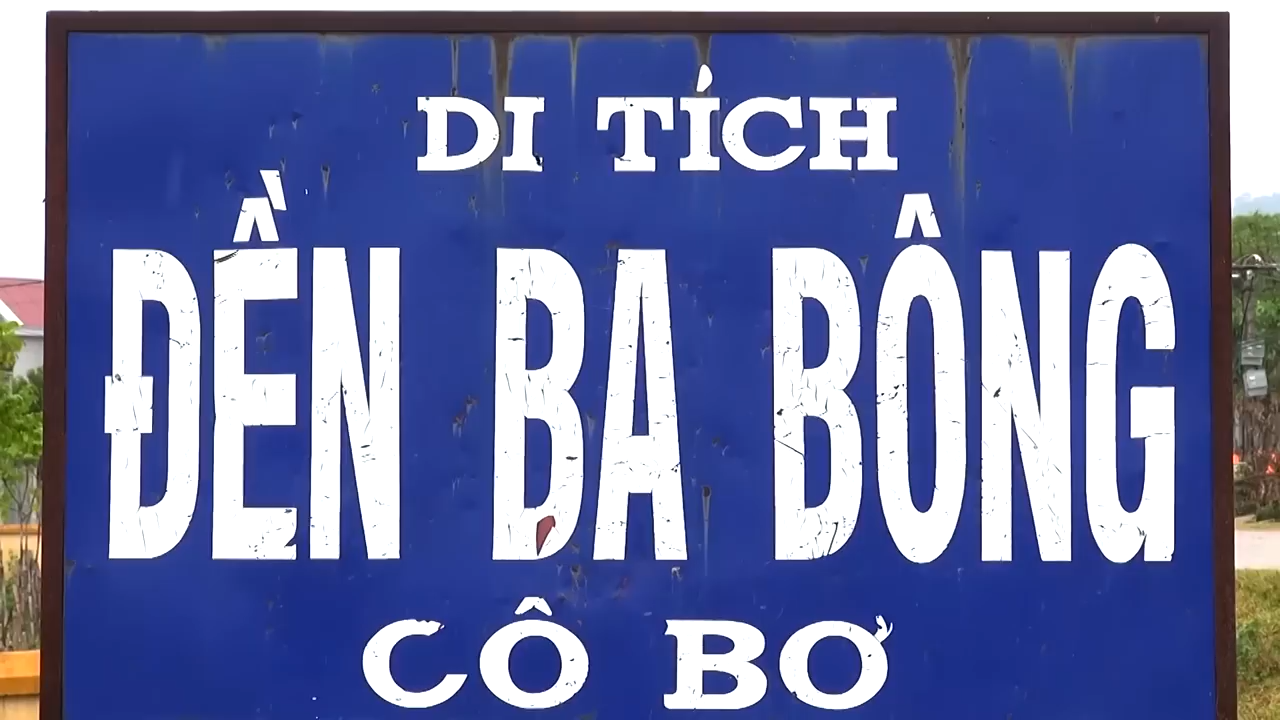 DI TÍCH
ĐỀN BA BÔNG
CÔ BƠ